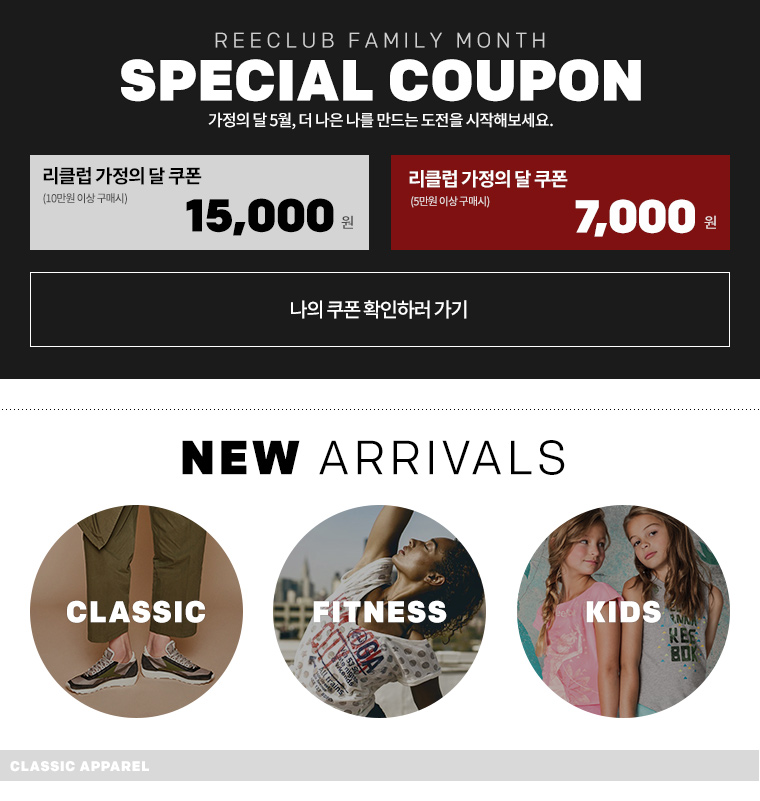 REECLUB FAMILY MONTH
SPECIAL COUPON
가정의 달 5월, 더 나은 나를 만드는 도전을 시작해보세요.
리클럽 가정의 달 쿠폰
(10만원 이상 구매시)
15,000 원
리클럽 가정의 달 쿠폰
(5만원 이상 구매시)
7,000 원
나의 쿠폰 확인하러 가기
NEW ARRIVALS
CLASSIC
FITNESS
KIDS
REE
BOK
CLASSIC APPAREL